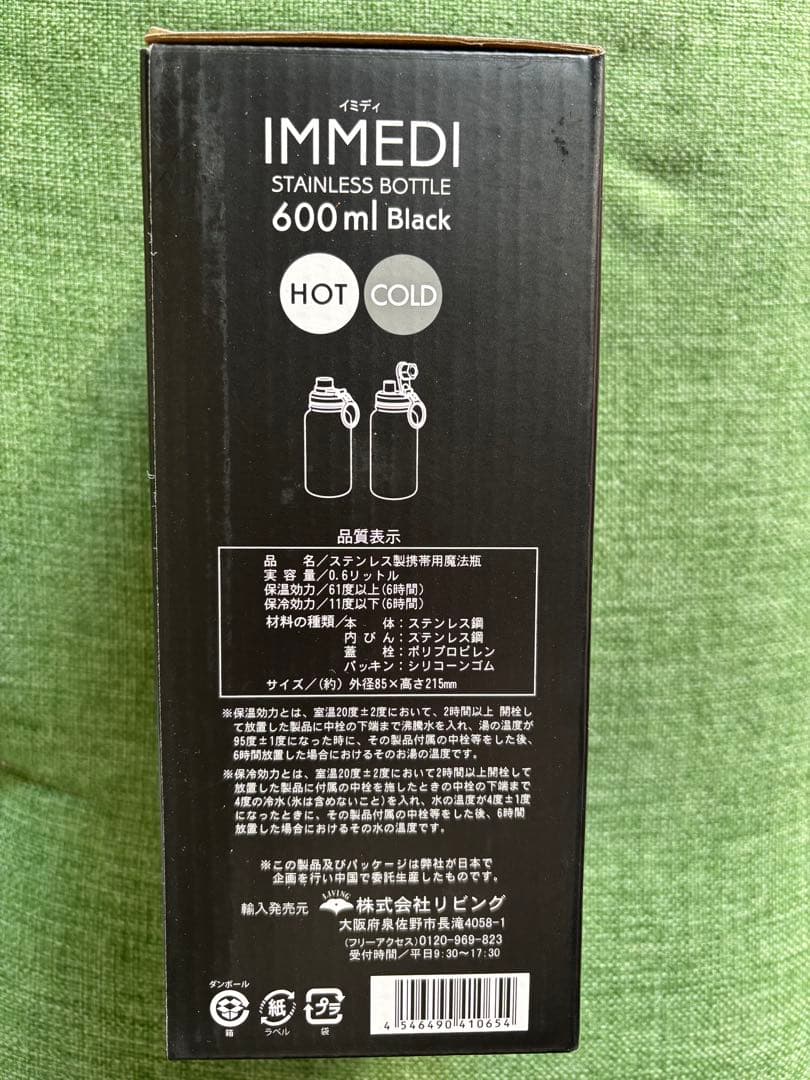 イミディ
IMMEDI
STAINLESS BOTTLE
600ml Black
HOT COLD
品質表示
品 名／ステンレス製携帯用魔法瓶
実 容 量／0.6リットル
保温効力／61度以上(6時間)
保冷効力／11度以下(6時間)
材料の種類／本 体：ステンレス鋼
内 び ん：ステンレス鋼
蓋 栓：ポリプロピレン
パッキン：シリコーンゴム
サイズ／(約) 外径85×高さ215mm
※保温効力とは、室温20度±2度において、2時間以上 開栓し
て放置した製品に中栓の下端まで沸騰水を入れ、湯の温度が
95度±1度になった時に、その製品付属の中栓等をした後、
6時間放置した場合におけるそのお湯の温度です。
※保冷効力とは、室温20度±2度において2時間以上開栓して
放置した製品に付属の中栓を施したときの中栓の下端まで
4度の冷水(氷は含めないこと)を入れ、水の温度が4度±1度
になったときに、その製品付属の中栓等をした後、6時間
放置した場合におけるその水の温度です。
※この製品及びパッケージは弊社が日本で
企画を行い中国で委託生産したものです。
輸入発売元 LIVING 株式会社リビング
大阪府泉佐野市長滝4058-1
(フリーアクセス)0120-969-823
受付時間／平日9:30～17:30
ダンボール
紙 プラ
箱 ラベル 袋
4 546490 410654